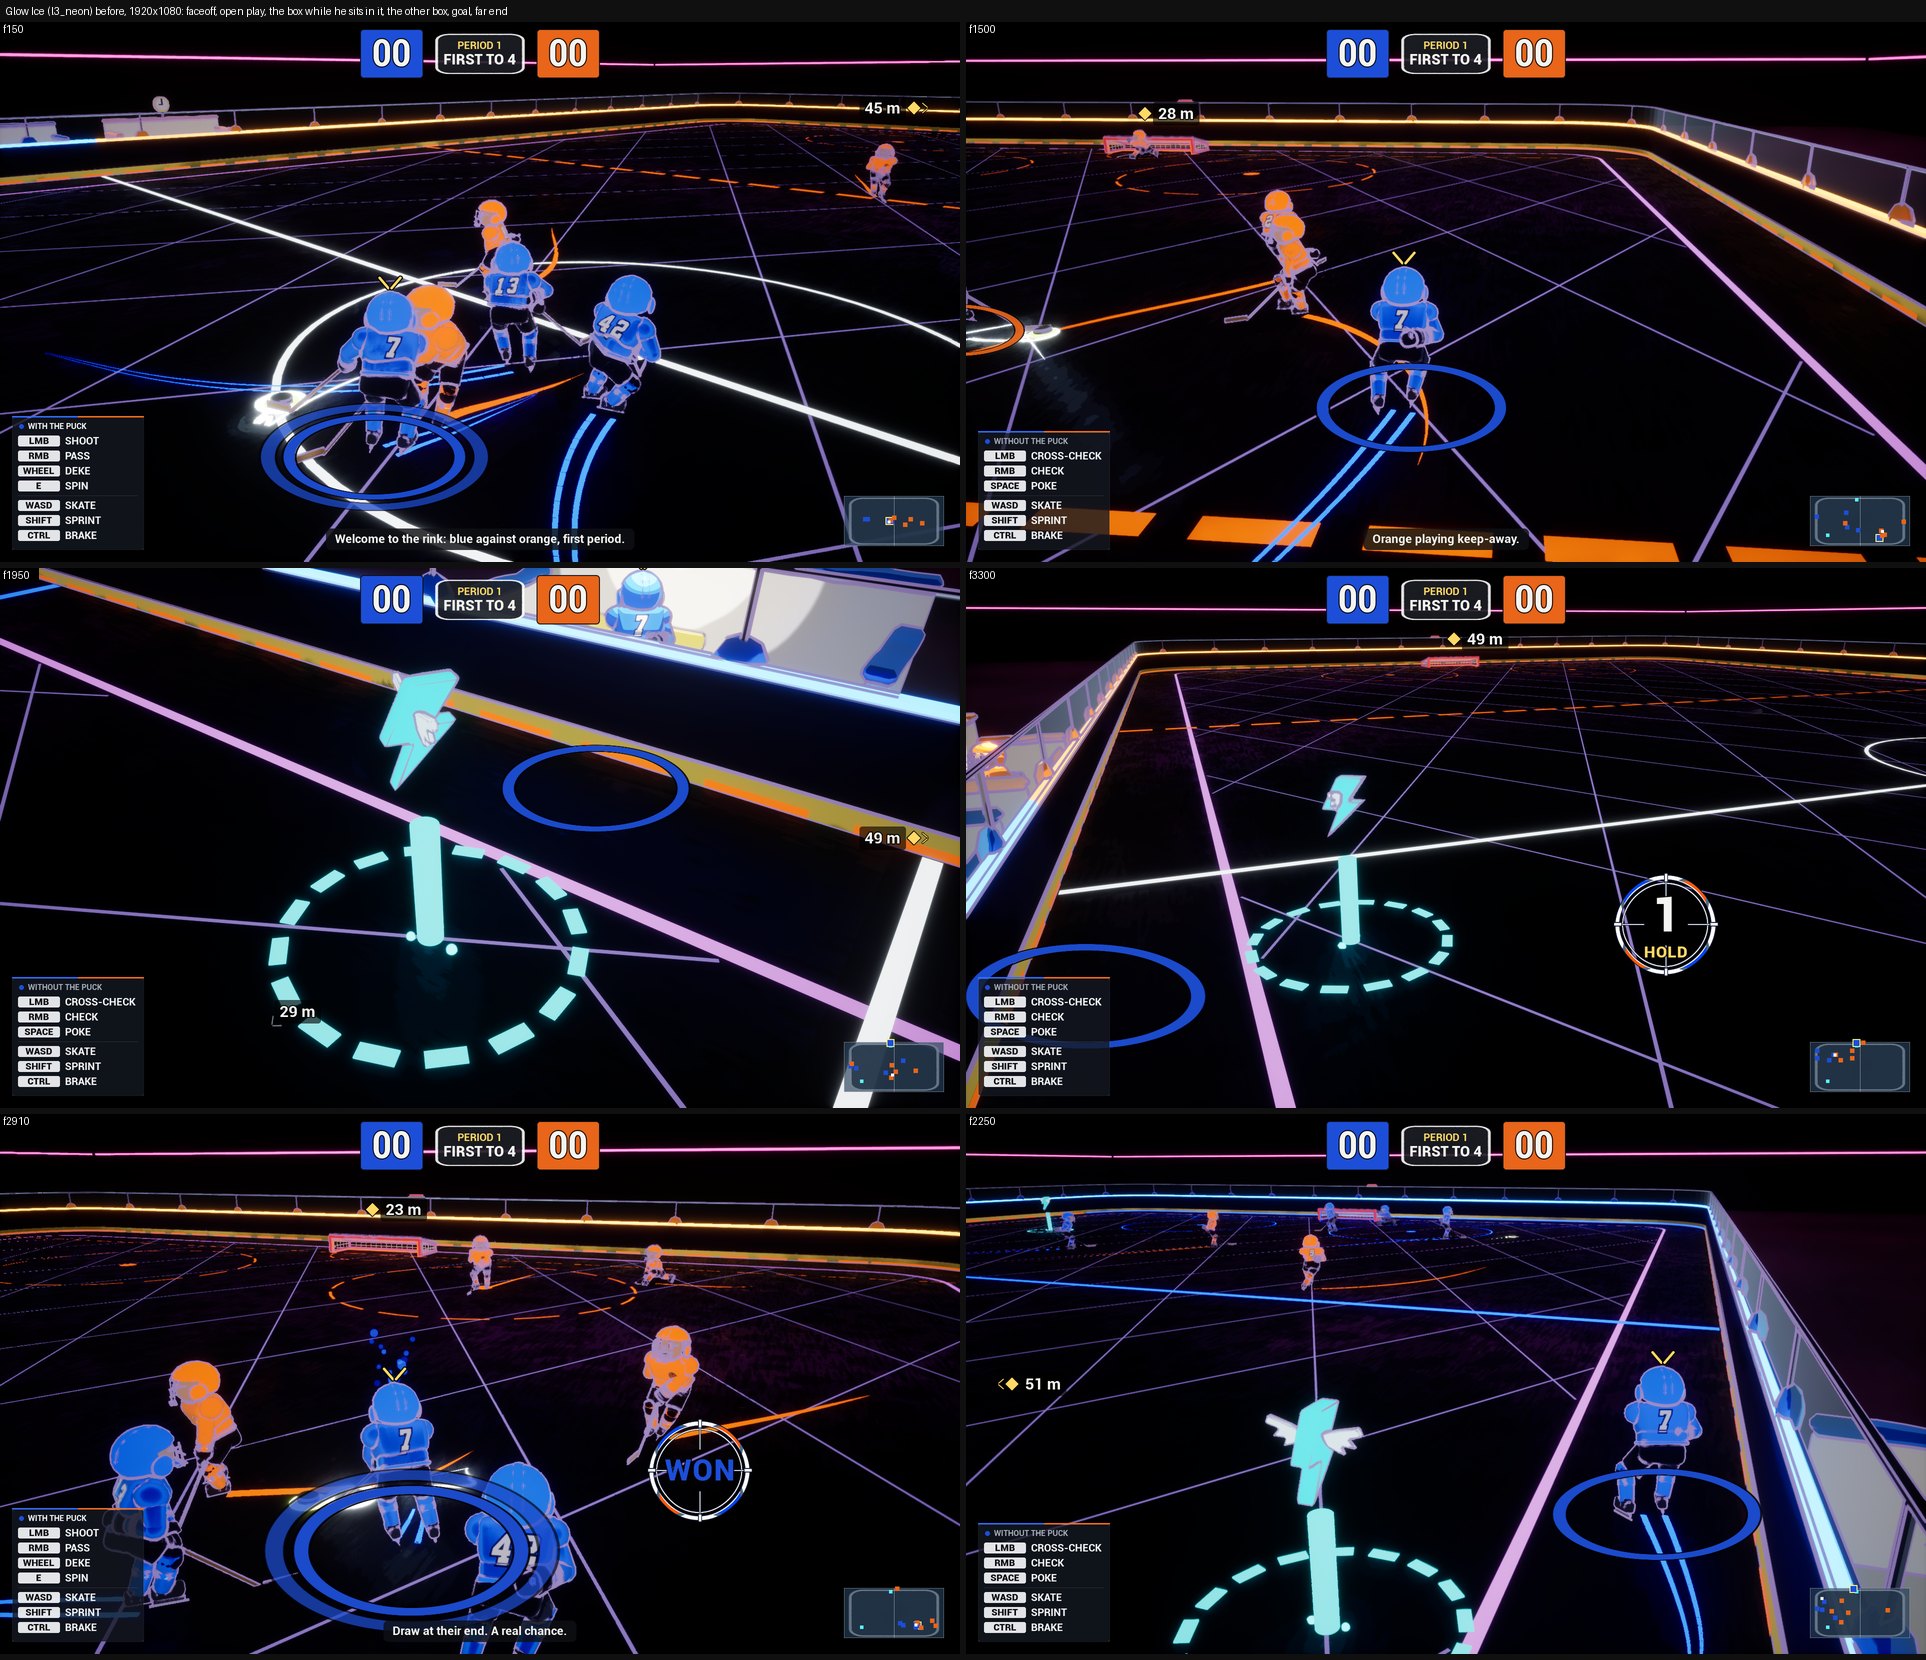 Glow Ice (l3_neon) before, 1920x1080: faceoff, open play, the box while he sits in it, the other box, goal, far end
f150
00
PERIOD 1
FIRST TO 4
00
45 m
13
42
7
WITH THE PUCK
LMB SHOOT
RMB PASS
WHEEL DEKE
E SPIN
WASD SKATE
SHIFT SPRINT
CTRL BRAKE
Welcome to the rink: blue against orange, first period.
f1500
00
PERIOD 1
FIRST TO 4
00
28 m
2
7
WITHOUT THE PUCK
LMB CROSS-CHECK
RMB CHECK
SPACE POKE
WASD SKATE
SHIFT SPRINT
CTRL BRAKE
Orange playing keep-away.
f1950
00
PERIOD 1
FIRST TO 4
00
7
49 m
29 m
WITHOUT THE PUCK
LMB CROSS-CHECK
RMB CHECK
SPACE POKE
WASD SKATE
SHIFT SPRINT
CTRL BRAKE
f3300
00
PERIOD 1
FIRST TO 4
00
49 m
1
HOLD
WITHOUT THE PUCK
LMB CROSS-CHECK
RMB CHECK
SPACE POKE
WASD SKATE
SHIFT SPRINT
CTRL BRAKE
f2910
00
PERIOD 1
FIRST TO 4
00
23 m
7
WON
4
WITH THE PUCK
LMB SHOOT
RMB PASS
WHEEL DEKE
E SPIN
WASD SKATE
SHIFT SPRINT
CTRL BRAKE
Draw at their end. A real chance.
f2250
00
PERIOD 1
FIRST TO 4
00
51 m
7
WITHOUT THE PUCK
LMB CROSS-CHECK
RMB CHECK
SPACE POKE
WASD SKATE
SHIFT SPRINT
CTRL BRAKE